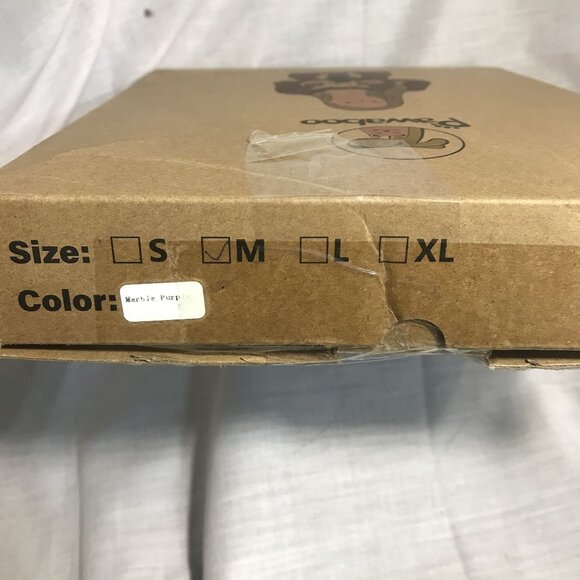 Pawaboo
Size: S M L XL
Color: Marble Purple